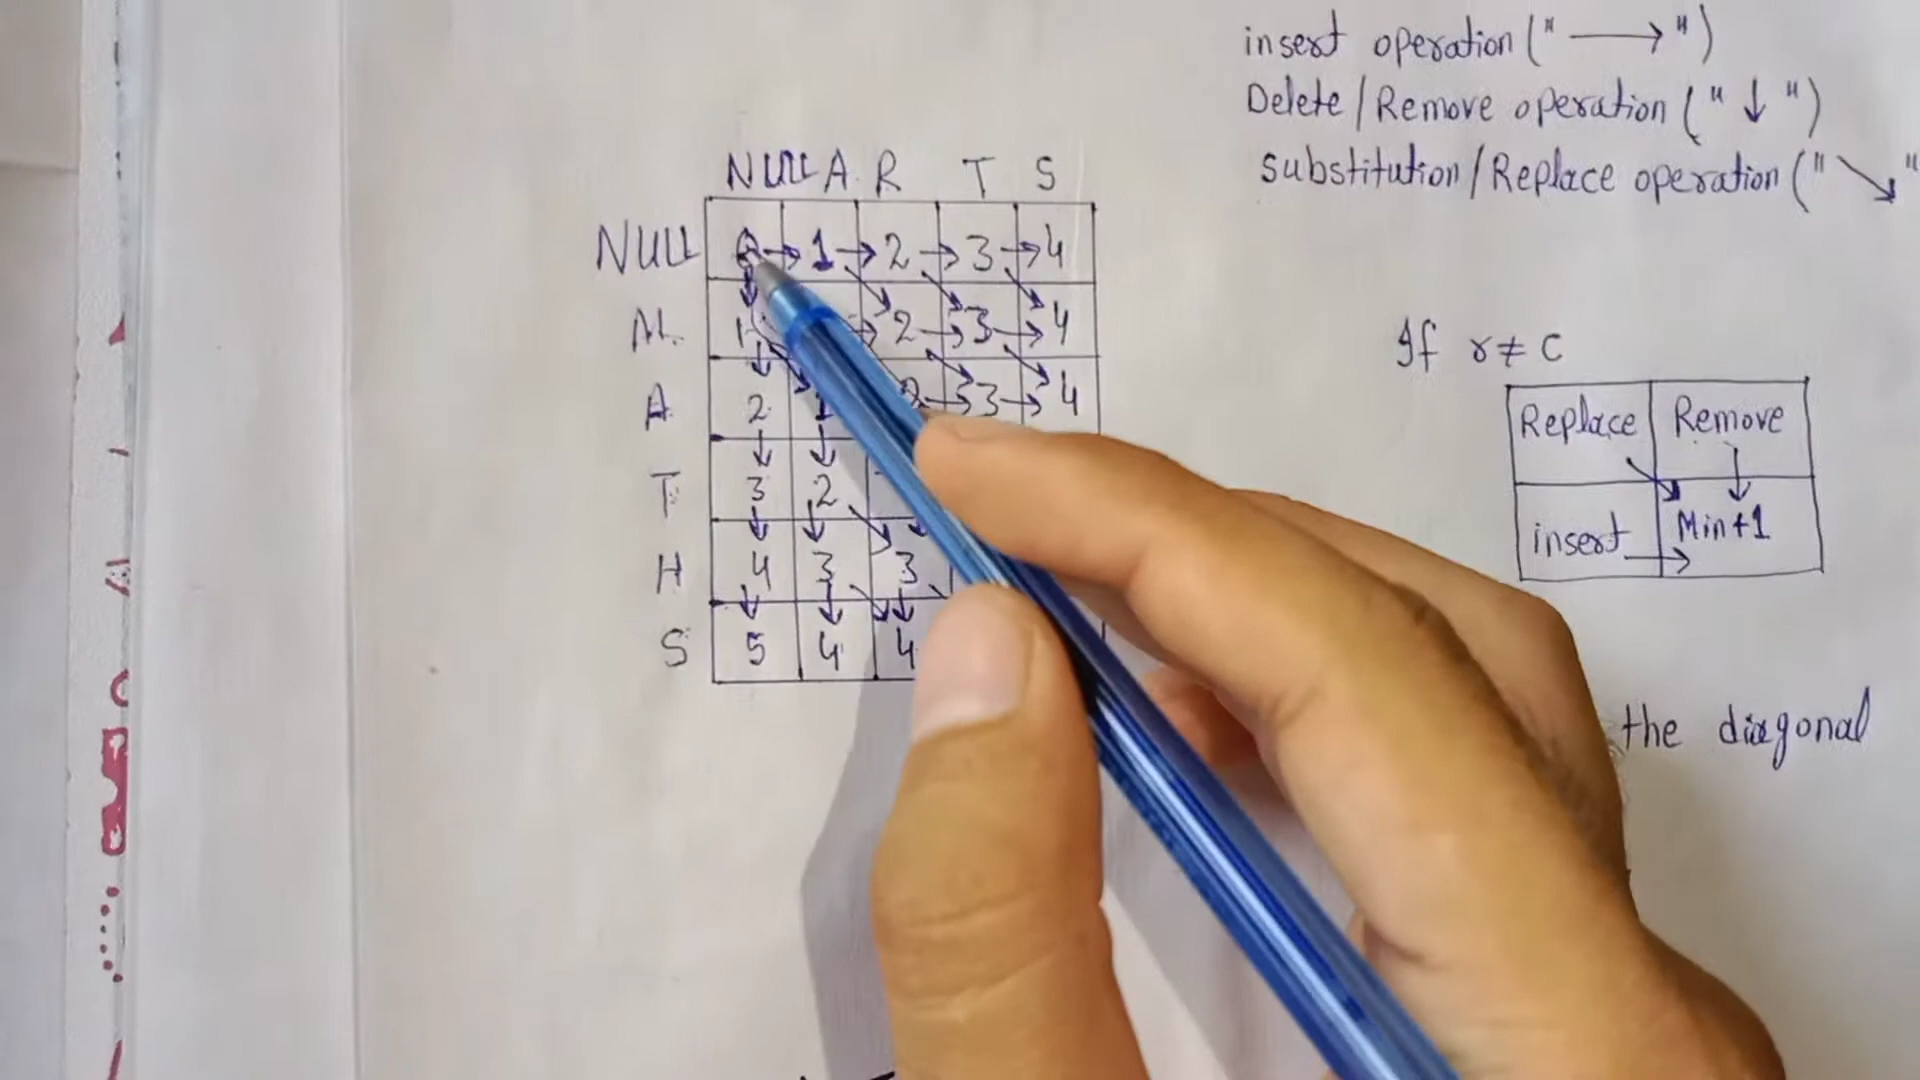 insert operation ("⟶")
Delete/Remove operation ("↓")
substitution/Replace operation ("↘"
NULL A R T S
NULL 0 → 1 → 2 → 3 → 4
M 1 → 2 → 3 → 4
A 2 1 2 → 3 → 4
T 3 2
H 4 3 3
S 5 4 4
If r ≠ c
Replace Remove
insert Min+1
the diagonal